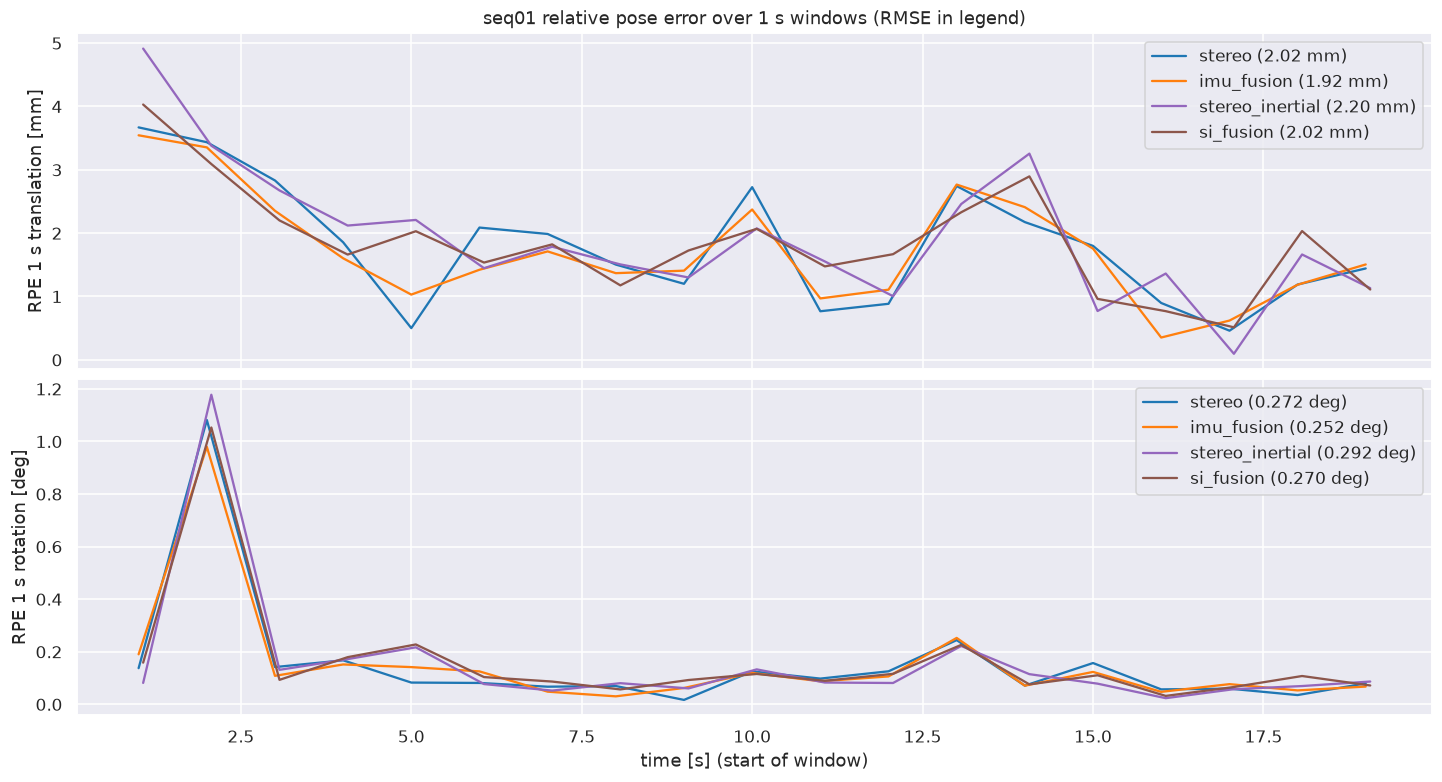 seq01 relative pose error over 1 s windows (RMSE in legend)
RPE 1 s translation [mm]
5
4
3
2
1
0
stereo (2.02 mm)
imu_fusion (1.92 mm)
stereo_inertial (2.20 mm)
si_fusion (2.02 mm)
RPE 1 s rotation [deg]
1.2
1.0
0.8
0.6
0.4
0.2
0.0
stereo (0.272 deg)
imu_fusion (0.252 deg)
stereo_inertial (0.292 deg)
si_fusion (0.270 deg)
2.5 5.0 7.5 10.0 12.5 15.0 17.5
time [s] (start of window)